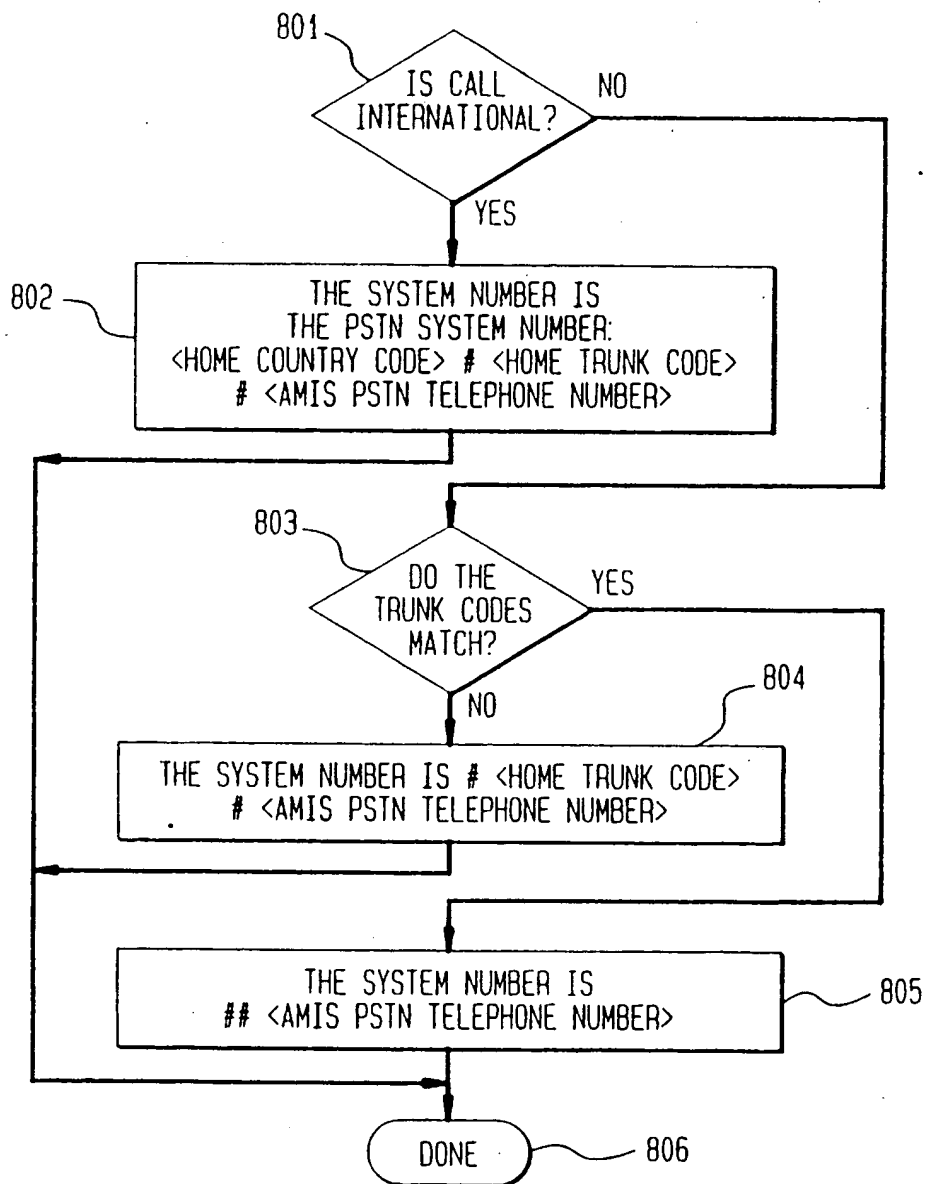 801
IS CALL
INTERNATIONAL?
NO
YES
802
THE SYSTEM NUMBER IS
THE PSTN SYSTEM NUMBER:
<HOME COUNTRY CODE> # <HOME TRUNK CODE>
# <AMIS PSTN TELEPHONE NUMBER>
803
DO THE
TRUNK CODES
MATCH?
YES
NO
804
THE SYSTEM NUMBER IS # <HOME TRUNK CODE>
# <AMIS PSTN TELEPHONE NUMBER>
THE SYSTEM NUMBER IS
## <AMIS PSTN TELEPHONE NUMBER>
805
DONE
806